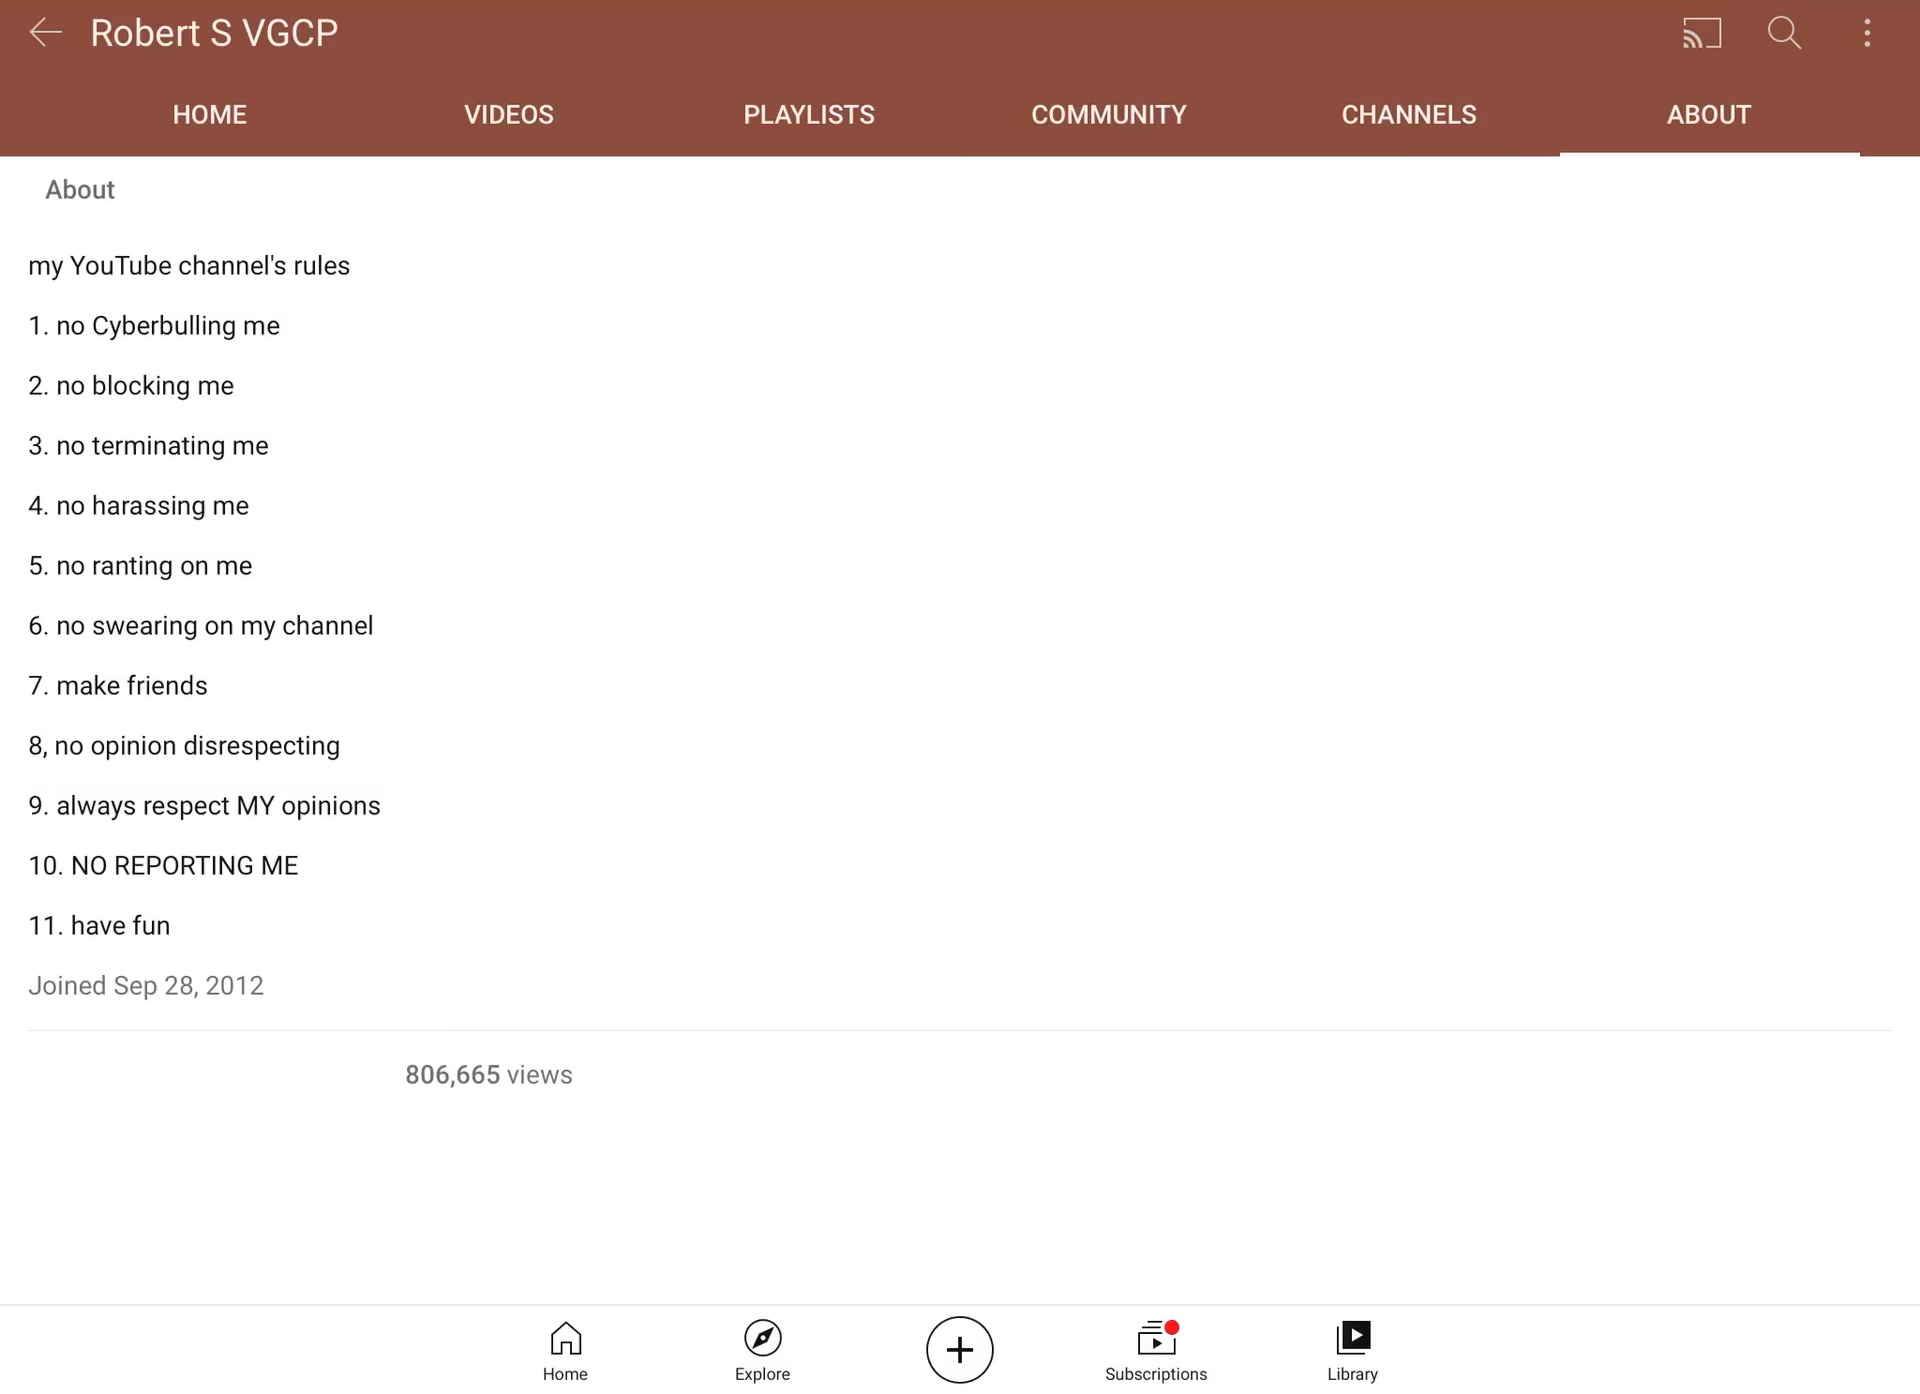 Robert S VGCP
HOME VIDEOS PLAYLISTS COMMUNITY CHANNELS ABOUT
About
my YouTube channel's rules
1. no Cyberbulling me
2. no blocking me
3. no terminating me
4. no harassing me
5. no ranting on me
6. no swearing on my channel
7. make friends
8, no opinion disrespecting
9. always respect MY opinions
10. NO REPORTING ME
11. have fun
Joined Sep 28, 2012
806,665 views
Home Explore Subscriptions Library